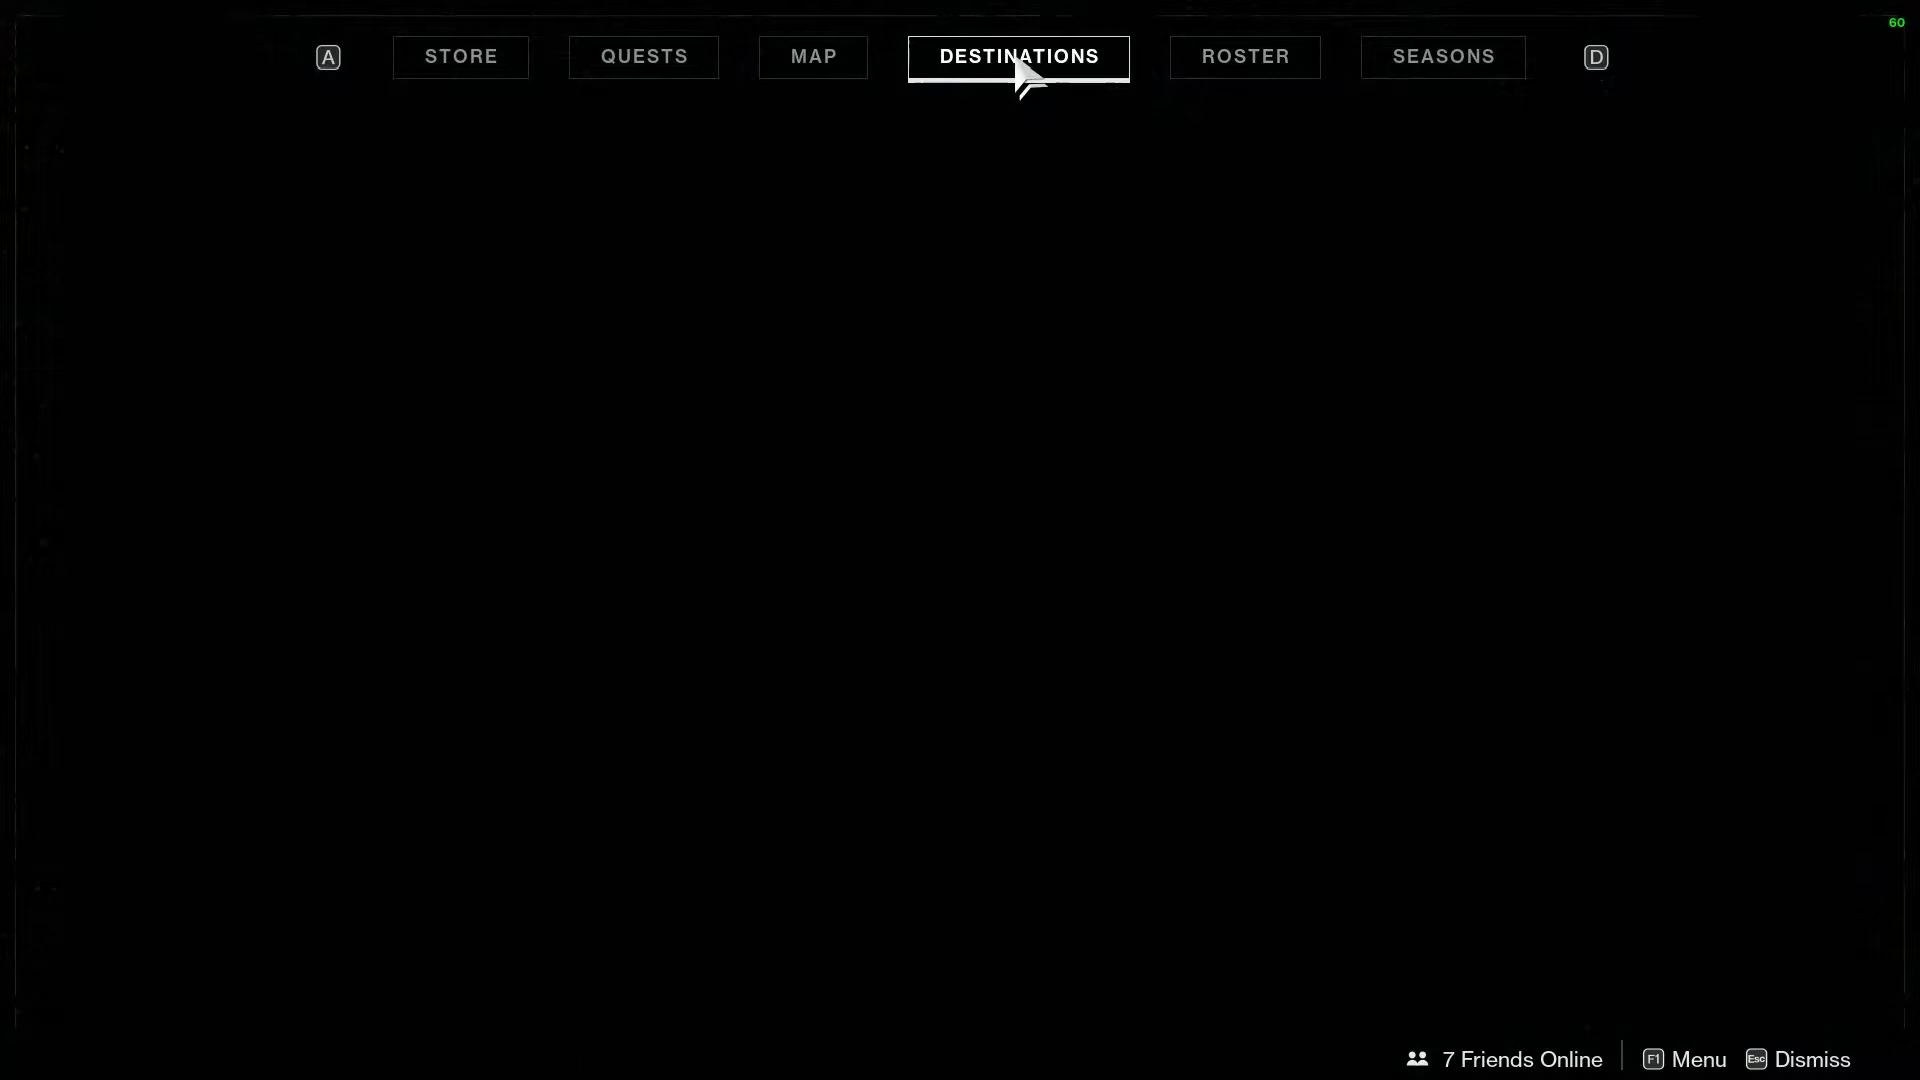 60
A STORE QUESTS MAP DESTINATIONS ROSTER SEASONS D
7 Friends Online F1 Menu Esc Dismiss